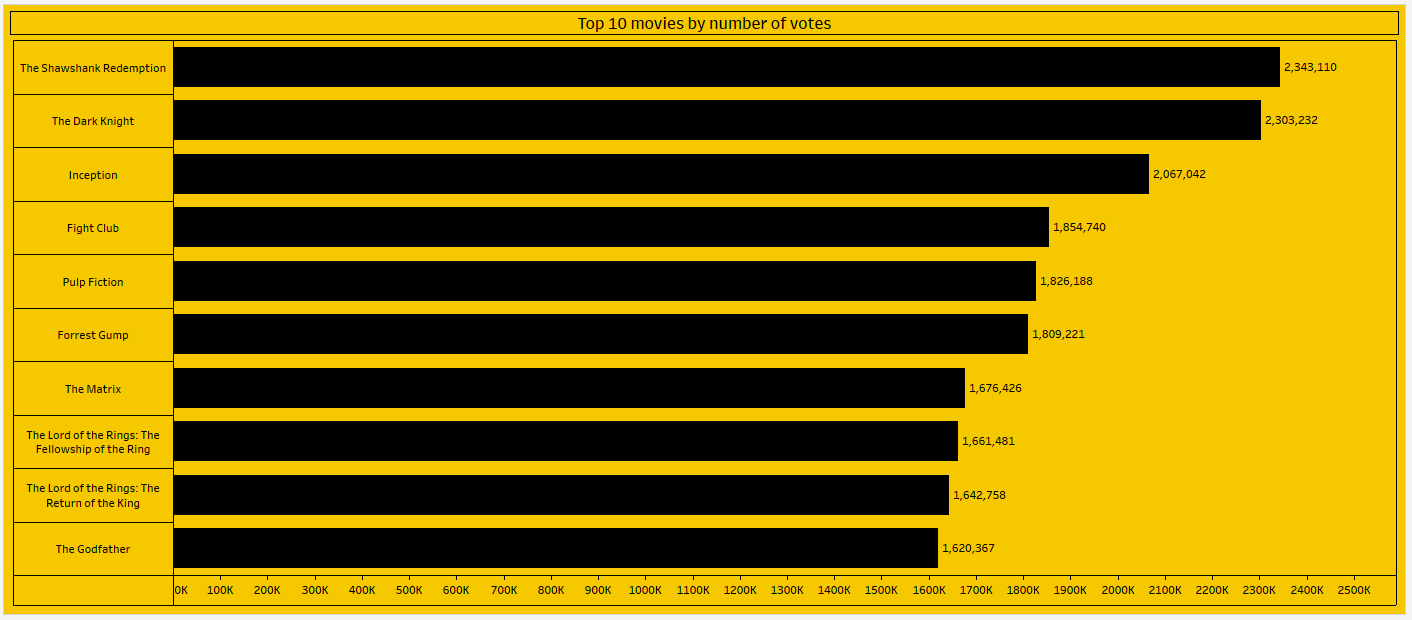 Top 10 movies by number of votes
The Shawshank Redemption
2,343,110
The Dark Knight
2,303,232
Inception
2,067,042
Fight Club
1,854,740
Pulp Fiction
1,826,188
Forrest Gump
1,809,221
The Matrix
1,676,426
The Lord of the Rings: The
Fellowship of the Ring
1,661,481
The Lord of the Rings: The
Return of the King
1,642,758
The Godfather
1,620,367
0K 100K 200K 300K 400K 500K 600K 700K 800K 900K 1000K 1100K 1200K 1300K 1400K 1500K 1600K 1700K 1800K 1900K 2000K 2100K 2200K 2300K 2400K 2500K